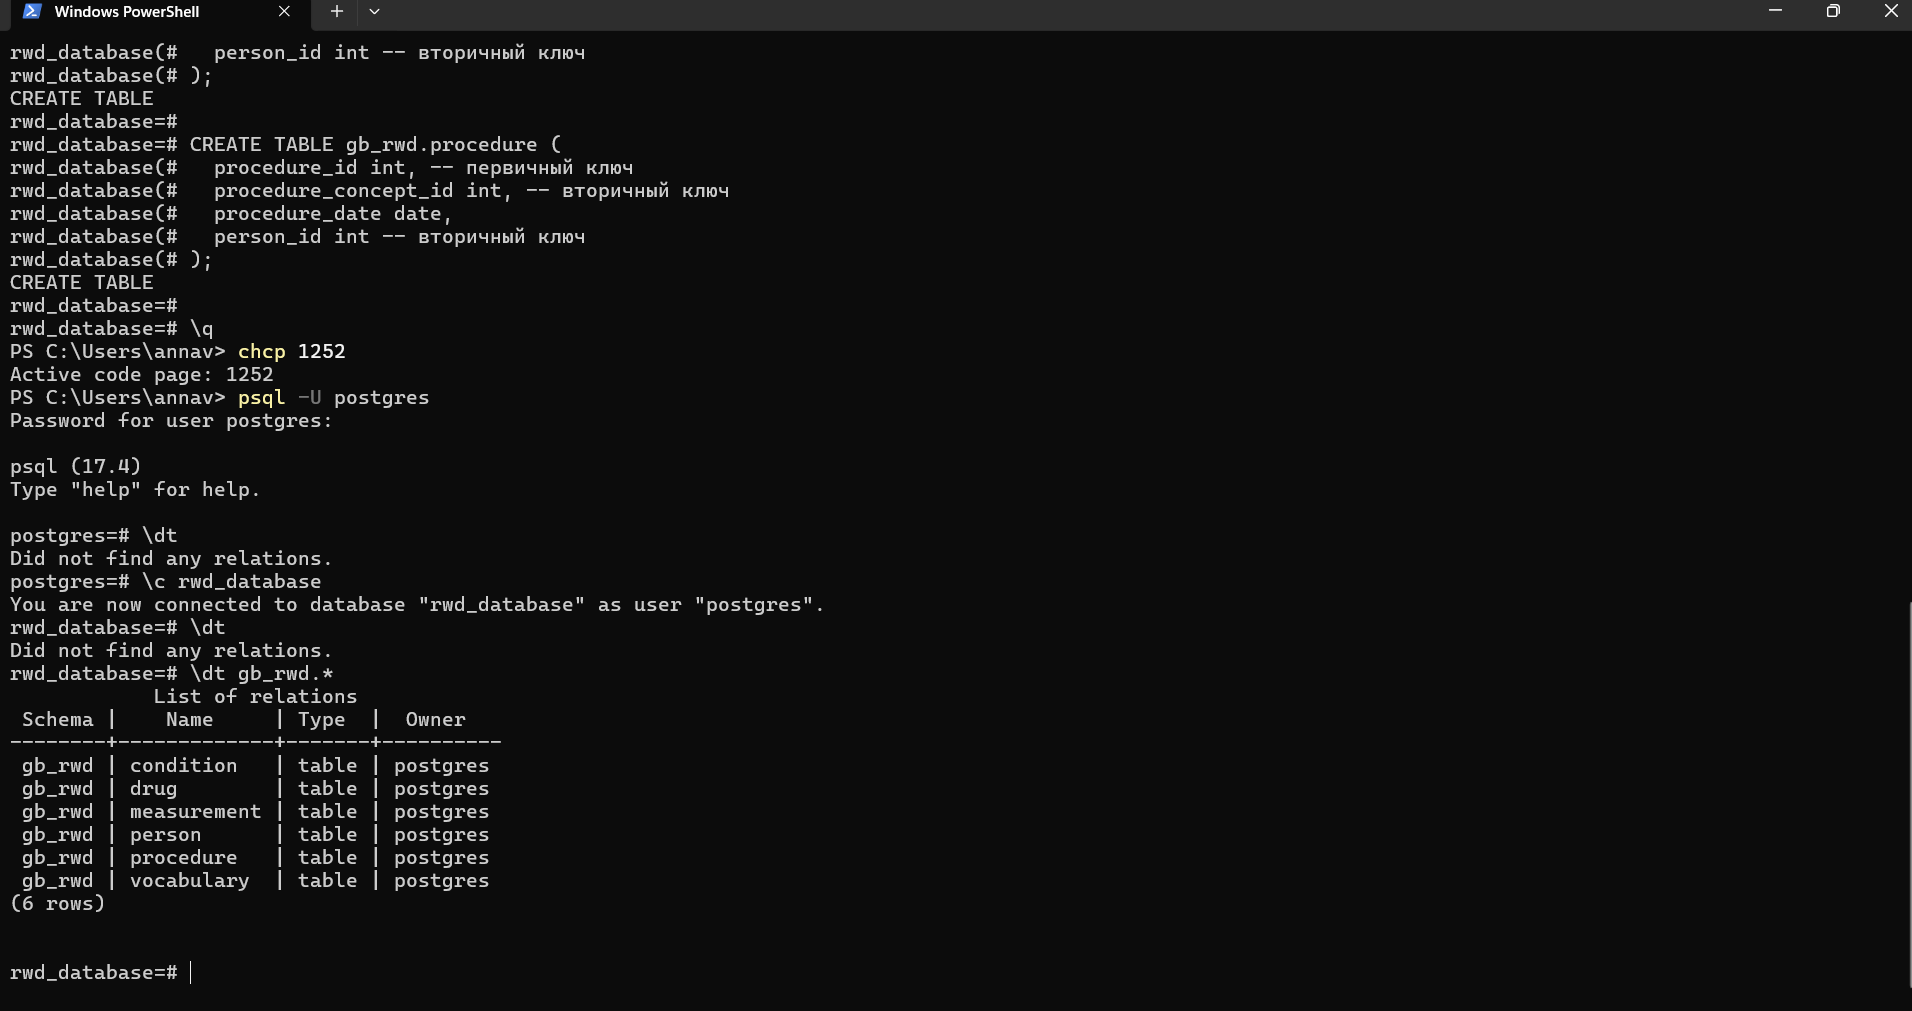 Windows PowerShell
rwd_database(#   person_id int -- вторичный ключ
rwd_database(# );
CREATE TABLE
rwd_database=#
rwd_database=# CREATE TABLE gb_rwd.procedure (
rwd_database(#   procedure_id int, -- первичный ключ
rwd_database(#   procedure_concept_id int, -- вторичный ключ
rwd_database(#   procedure_date date,
rwd_database(#   person_id int -- вторичный ключ
rwd_database(# );
CREATE TABLE
rwd_database=#
rwd_database=# \q
PS C:\Users\annav> chcp 1252
Active code page: 1252
PS C:\Users\annav> psql -U postgres
Password for user postgres:
psql (17.4)
Type "help" for help.
postgres=# \dt
Did not find any relations.
postgres=# \c rwd_database
You are now connected to database "rwd_database" as user "postgres".
rwd_database=# \dt
Did not find any relations.
rwd_database=# \dt gb_rwd.*
            List of relations
 Schema |    Name     | Type  |  Owner
--------+-------------+-------+----------
 gb_rwd | condition   | table | postgres
 gb_rwd | drug        | table | postgres
 gb_rwd | measurement | table | postgres
 gb_rwd | person      | table | postgres
 gb_rwd | procedure   | table | postgres
 gb_rwd | vocabulary  | table | postgres
(6 rows)
rwd_database=#